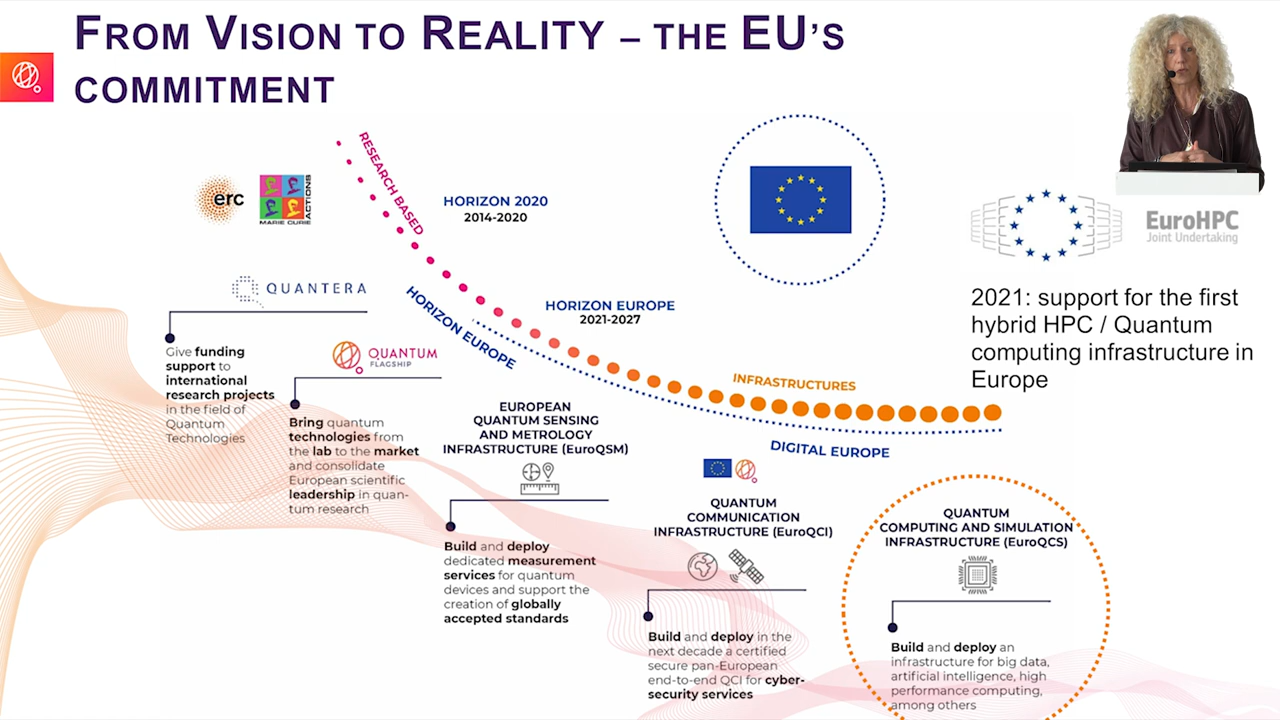 FROM VISION TO REALITY – THE EU'S
COMMITMENT
RESEARCH BASED
erc
MARIE CURIE
ACTIONS
HORIZON 2020
2014-2020
EuroHPC
Joint Undertaking
QUANTERA
HORIZON EUROPE
HORIZON EUROPE
2021-2027
2021: support for the first
hybrid HPC / Quantum
computing infrastructure in
Europe
Give funding
support to
international
research projects
in the field of
Quantum
Technologies
QUANTUM
FLAGSHIP
Bring quantum
technologies from
the lab to the market
and consolidate
European scientific
leadership in quan-
tum research
INFRASTRUCTURES
DIGITAL EUROPE
EUROPEAN
QUANTUM SENSING
AND METROLOGY
INFRASTRUCTURE (EuroQSM)
Build and deploy
dedicated measurement
services for quantum
devices and support the
creation of globally
accepted standards
QUANTUM
COMMUNICATION
INFRASTRUCTURE (EuroQCI)
Build and deploy in the
next decade a certified
secure pan-European
end-to-end QCI for cyber-
security services
QUANTUM
COMPUTING AND SIMULATION
INFRASTRUCTURE (EuroQCS)
Build and deploy an
infrastructure for big data,
artificial intelligence, high
performance computing,
among others